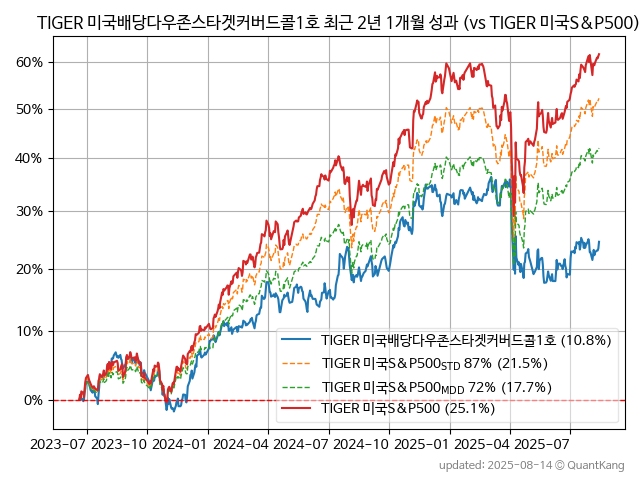 TIGER 미국배당다우존스타겟커버드콜1호 최근 2년 1개월 성과 (vs TIGER 미국S&P500)
60%
50%
40%
30%
20%
10%
0%
TIGER 미국배당다우존스타겟커버드콜1호 (10.8%)
TIGER 미국S&P500STD 87% (21.5%)
TIGER 미국S&P500MDD 72% (17.7%)
TIGER 미국S&P500 (25.1%)
2023-07 2023-10 2024-01 2024-04 2024-07 2024-10 2025-01 2025-04 2025-07
updated: 2025-08-14 © QuantKang